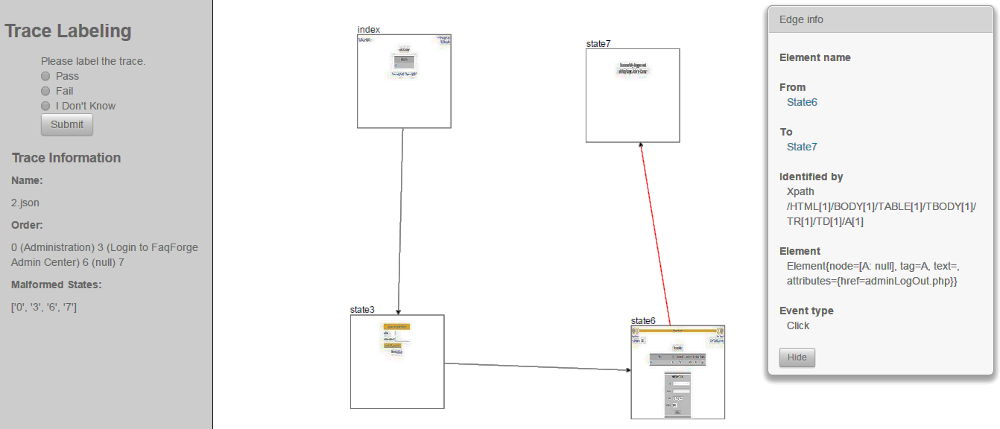 Trace Labeling
Please label the trace.
Pass
Fail
I Don't Know
Submit
Trace Information
Name:
2.json
Order:
0 (Administration) 3 (Login to FaqForge
Admin Center) 6 (null) 7
Malformed States:
['0', '3', '6', '7']
index
state7
state3
state6
Edge info
Element name
From
State6
To
State7
Identified by
Xpath
/HTML[1]/BODY[1]/TABLE[1]/TBODY[1]/
TR[1]/TD[1]/A[1]
Element
Element{node=[A: null], tag=A, text=,
attributes={href=adminLogOut.php}}
Event type
Click
Hide